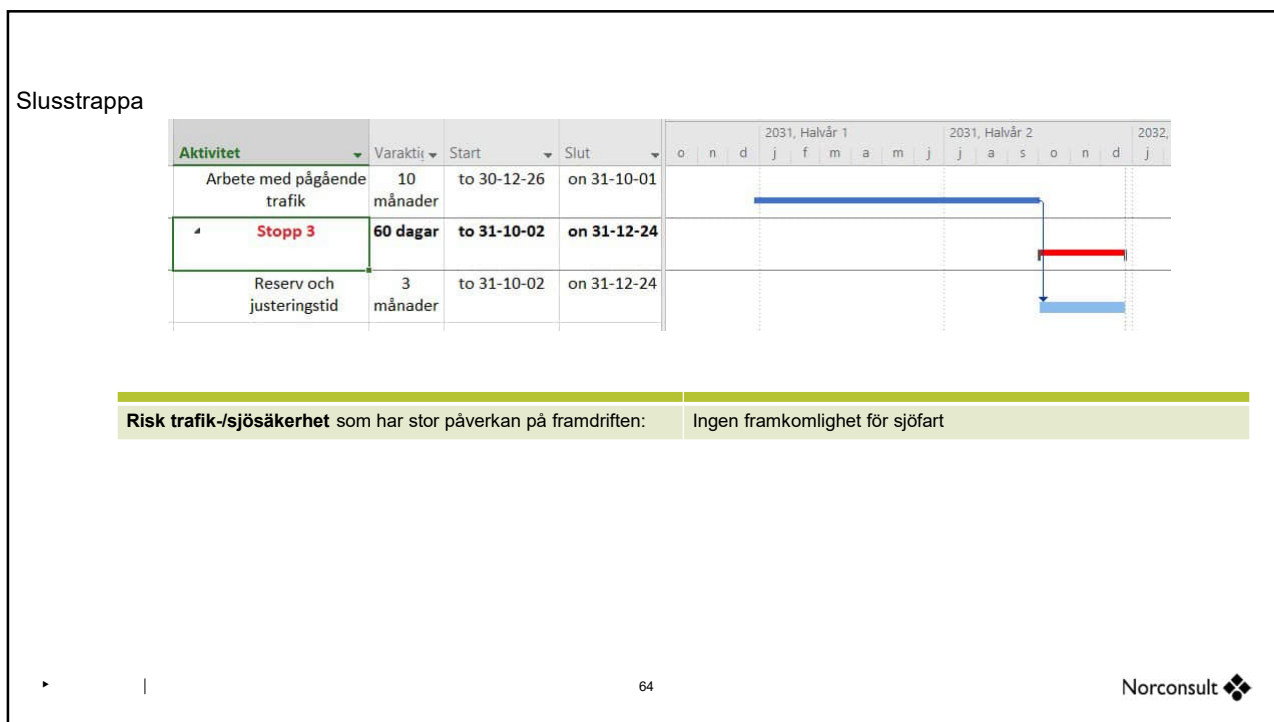 Slusstrappa
2031, Halvår 1 2031, Halvår 2 2032,
Aktivitet Varaktig Start Slut o n d j f m a m j j a s o n d j
Arbete med pågående 10 to 30-12-26 on 31-10-01
trafik månader
Stopp 3 60 dagar to 31-10-02 on 31-12-24
Reserv och 3 to 31-10-02 on 31-12-24
justeringstid månader
Risk trafik-/sjösäkerhet som har stor påverkan på framdriften: Ingen framkomlighet för sjöfart
64
Norconsult